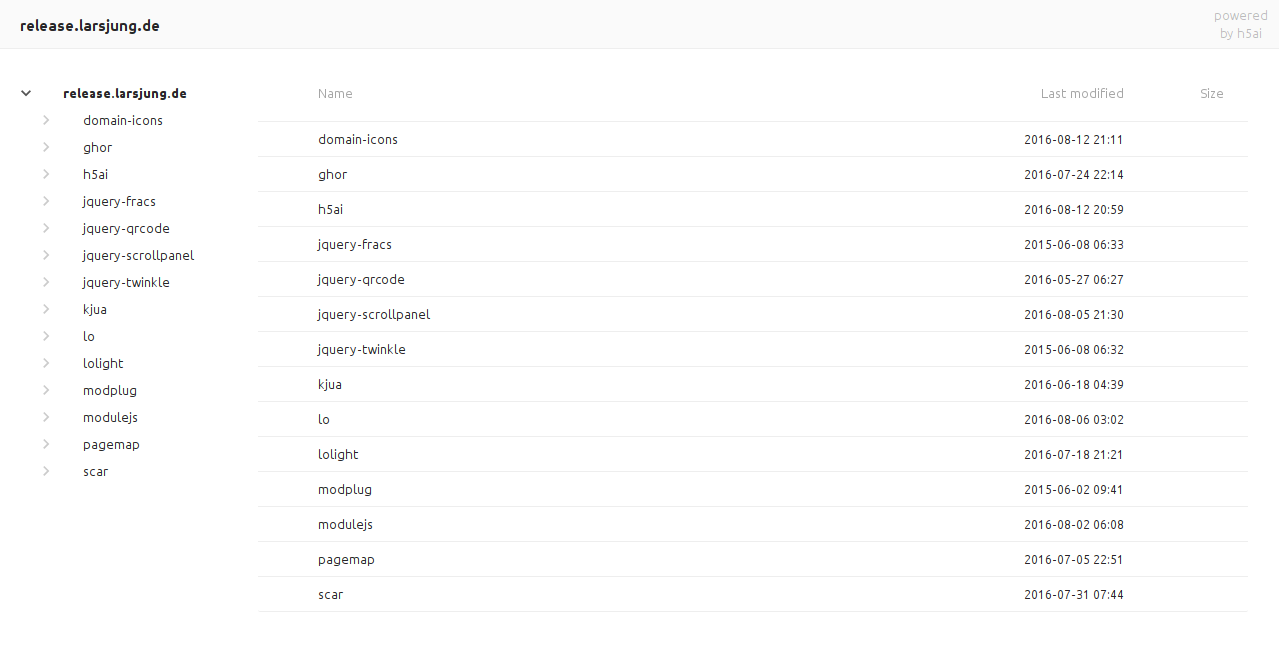 release.larsjung.de
powered
by h5ai
release.larsjung.de
domain-icons
ghor
h5ai
jquery-fracs
jquery-qrcode
jquery-scrollpanel
jquery-twinkle
kjua
lo
lolight
modplug
modulejs
pagemap
scar
Name Last modified Size
domain-icons 2016-08-12 21:11
ghor 2016-07-24 22:14
h5ai 2016-08-12 20:59
jquery-fracs 2015-06-08 06:33
jquery-qrcode 2016-05-27 06:27
jquery-scrollpanel 2016-08-05 21:30
jquery-twinkle 2015-06-08 06:32
kjua 2016-06-18 04:39
lo 2016-08-06 03:02
lolight 2016-07-18 21:21
modplug 2015-06-02 09:41
modulejs 2016-08-02 06:08
pagemap 2016-07-05 22:51
scar 2016-07-31 07:44